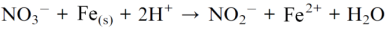 NO₃⁻ + Fe₍s₎ + 2H⁺ → NO₂⁻ + Fe²⁺ + H₂O